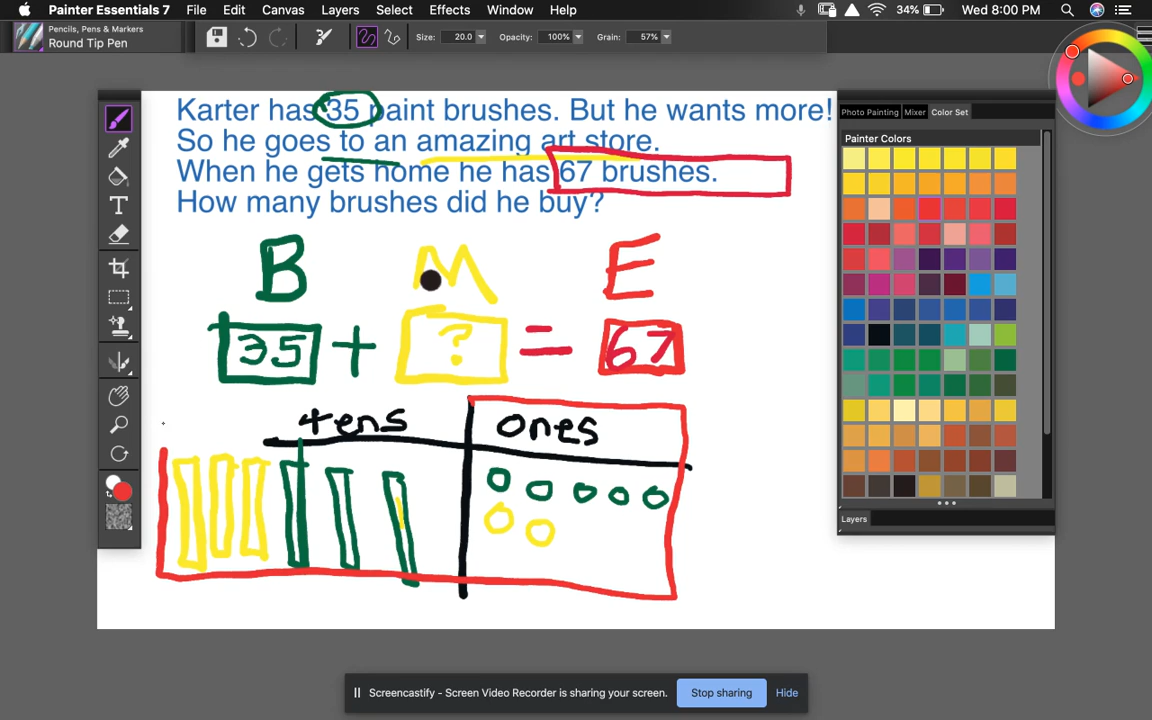 Painter Essentials 7 File Edit Canvas Layers Select Effects Window Help 34% Wed 8:00 PM
Pencils, Pens & Markers
Round Tip Pen
Size: 20.0 Opacity: 100% Grain: 57%
Karter has 35 paint brushes. But he wants more!
So he goes to an amazing art store.
When he gets home he has 67 brushes.
How many brushes did he buy?
B M E
35 + ? = 67
tens ones
Photo Painting Mixer Color Set
Painter Colors
Layers
Screencastify - Screen Video Recorder is sharing your screen. Stop sharing Hide